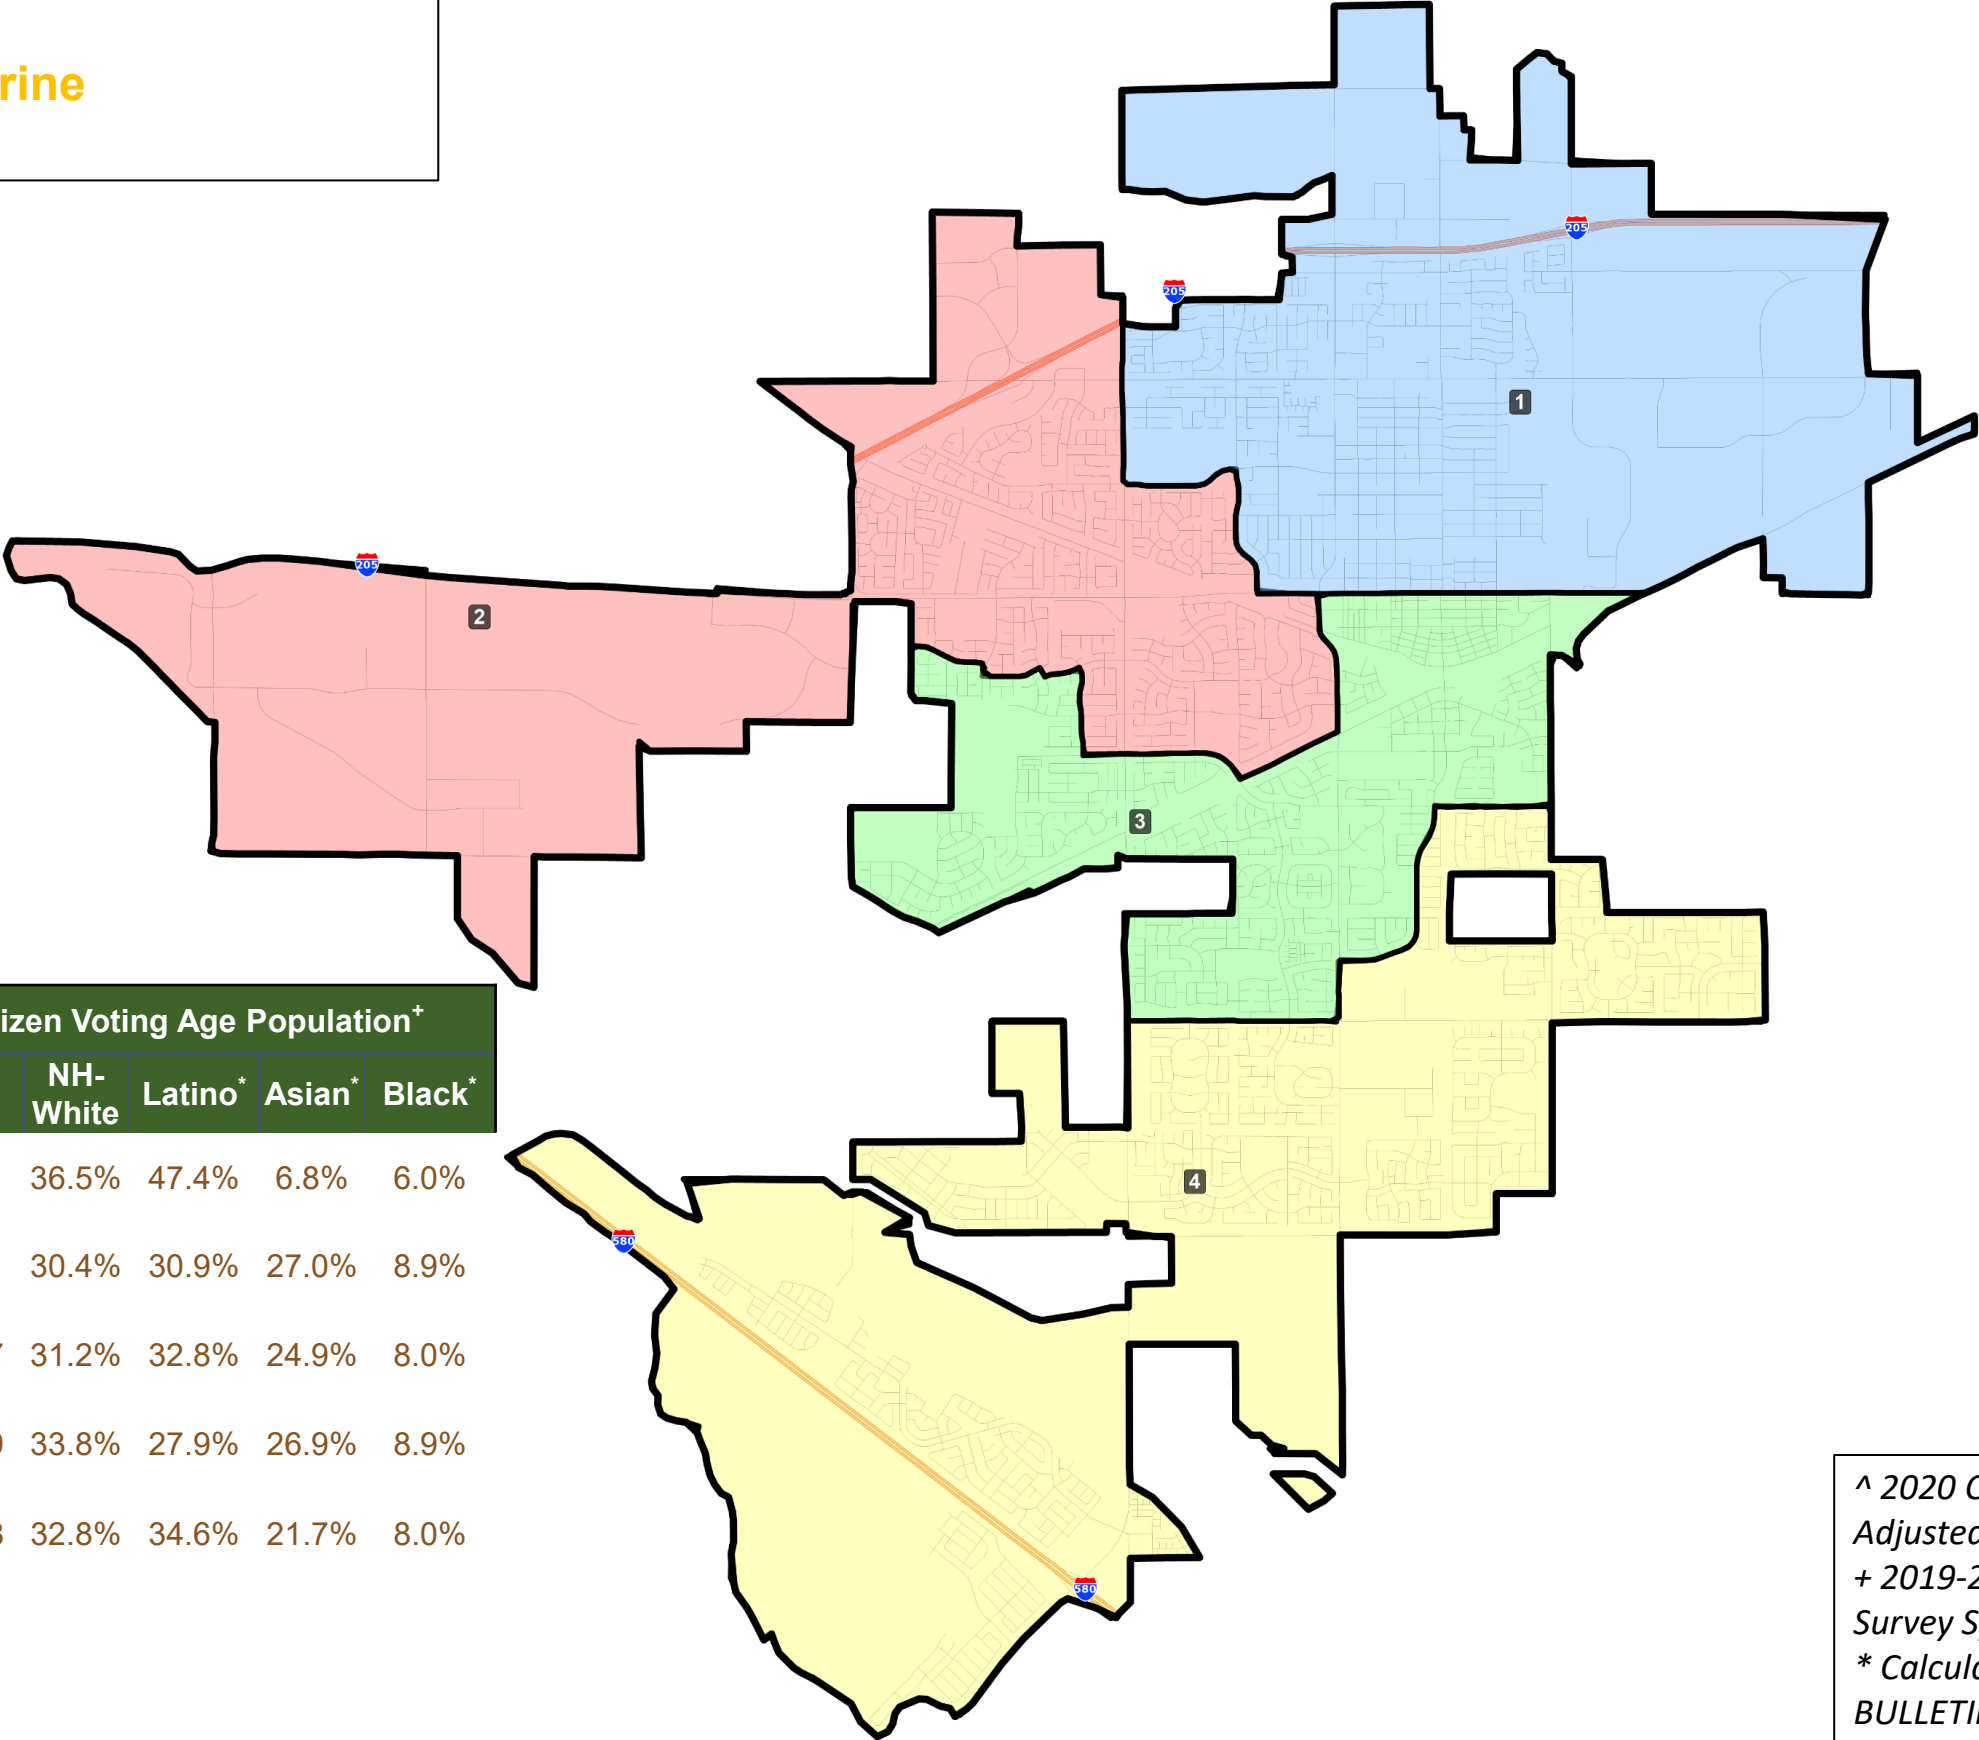 rine
205
205
1
205
2
3
izen Voting Age Population+
NH-White Latino* Asian* Black*
36.5% 47.4% 6.8% 6.0%
4
580
30.4% 30.9% 27.0% 8.9%
31.2% 32.8% 24.9% 8.0%
33.8% 27.9% 26.9% 8.9%
32.8% 34.6% 21.7% 8.0%
580
^ 2020 C
Adjusted
+ 2019-2
Survey S
* Calcula
BULLETI